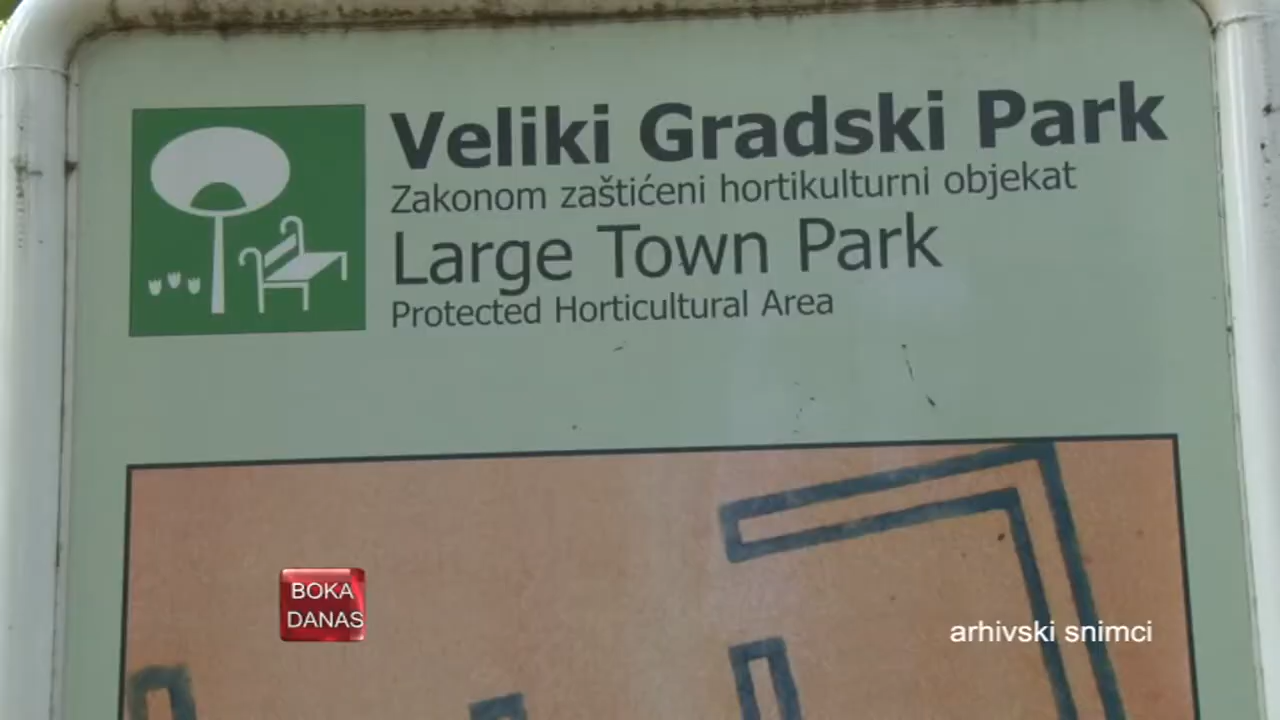 Veliki Gradski Park
Zakonom zaštićeni hortikulturni objekat
Large Town Park
Protected Horticultural Area
BOKA
DANAS
arhivski snimci